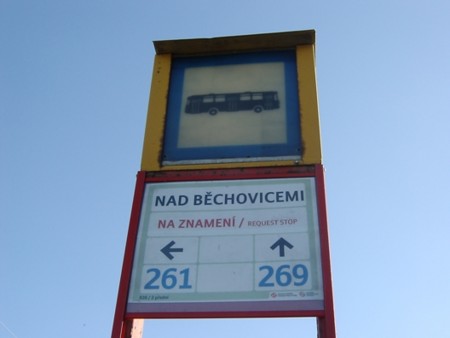 NAD BĚCHOVICEMI
NA ZNAMENÍ / REQUEST STOP
← ↑
261 269